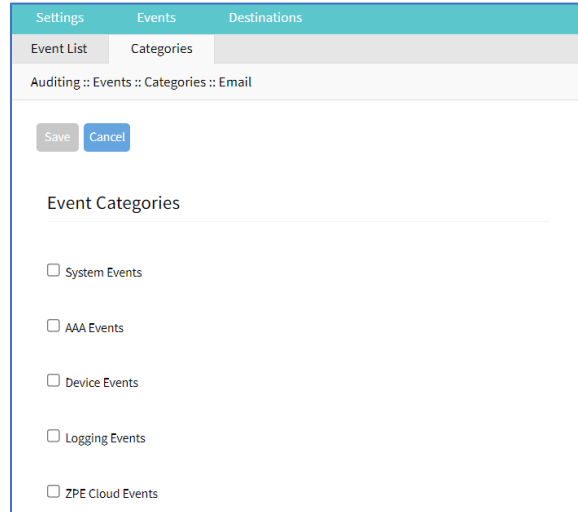 Settings Events Destinations
Event List Categories
Auditing :: Events :: Categories :: Email
Save Cancel
Event Categories
System Events
AAA Events
Device Events
Logging Events
ZPE Cloud Events